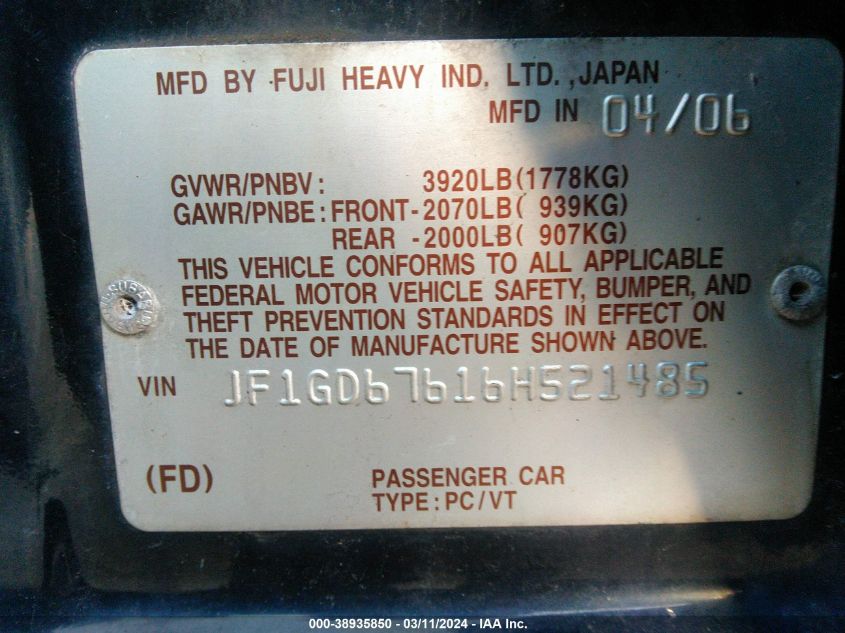 MFD BY FUJI HEAVY IND. LTD., JAPAN
MFD IN 04/06
GVWR/PNBV: 3920LB(1778KG)
GAWR/PNBE: FRONT-2070LB( 939KG)
REAR -2000LB( 907KG)
THIS VEHICLE CONFORMS TO ALL APPLICABLE
FEDERAL MOTOR VEHICLE SAFETY, BUMPER, AND
THEFT PREVENTION STANDARDS IN EFFECT ON
THE DATE OF MANUFACTURE SHOWN ABOVE.
VIN JF1GD67616H521485
(FD) PASSENGER CAR
TYPE: PC/VT
000-38935850 - 03/11/2024 - IAA Inc.